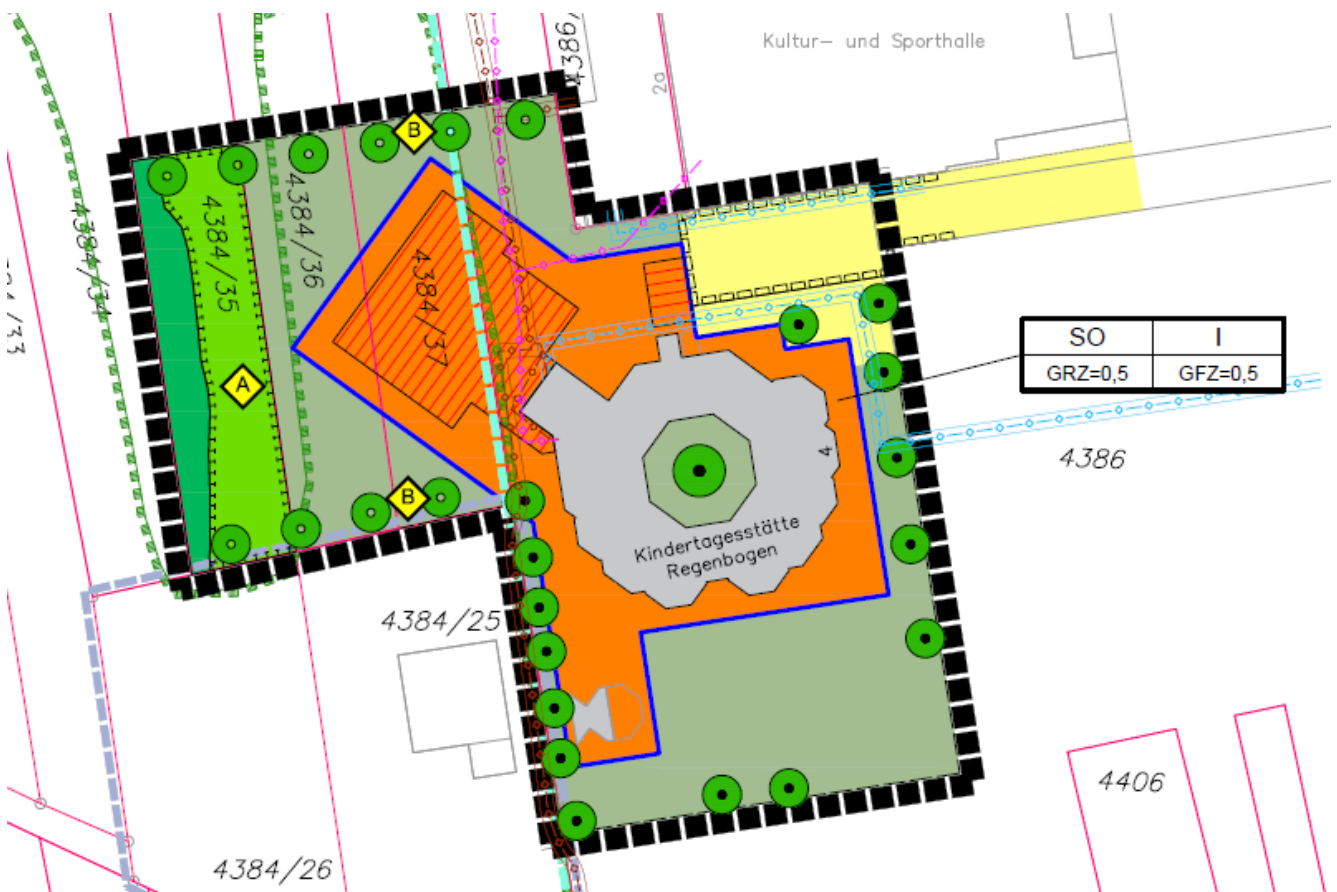 Kultur- und Sporthalle
4386/
2a
B
4384/36
4384/35
4384/34
4384/37
A
SO
I
GRZ=0,5
GFZ=0,5
4386
4
B
Kindertagesstätte
Regenbogen
4384/25
4406
4384/26